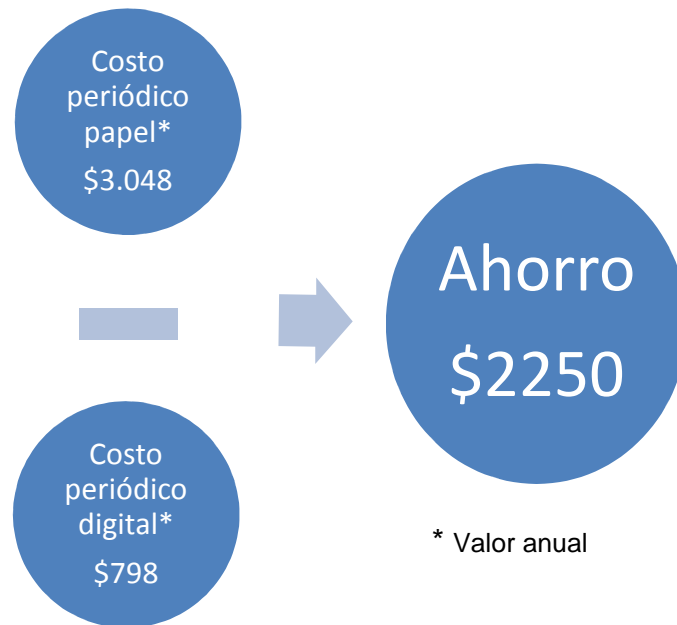 Costo
periódico
papel*
$3.048
Ahorro
$2250
Costo
periódico
digital*
$798
* Valor anual